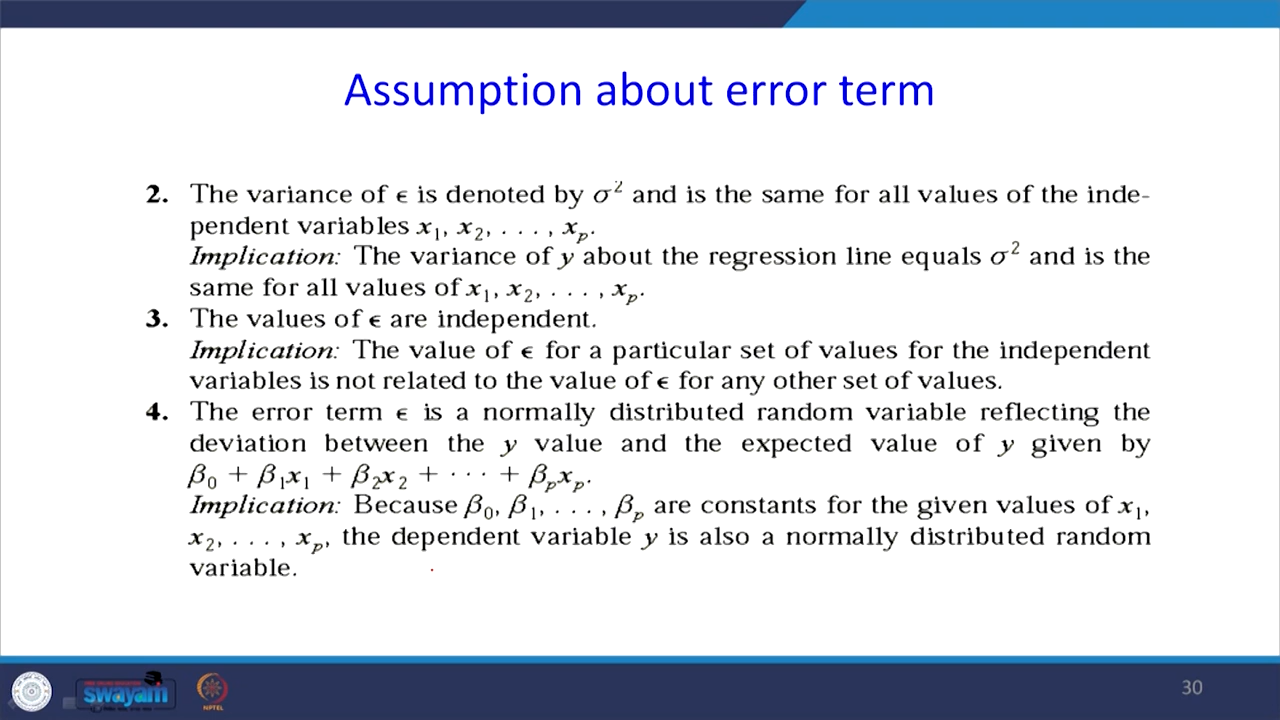 Assumption about error term
2. The variance of ϵ is denoted by σ² and is the same for all values of the inde-
pendent variables x₁, x₂, . . . , xₚ.
Implication: The variance of y about the regression line equals σ² and is the
same for all values of x₁, x₂, . . . , xₚ.
3. The values of ϵ are independent.
Implication: The value of ϵ for a particular set of values for the independent
variables is not related to the value of ϵ for any other set of values.
4. The error term ϵ is a normally distributed random variable reflecting the
deviation between the y value and the expected value of y given by
β₀ + β₁x₁ + β₂x₂ + · · · + βₚxₚ.
Implication: Because β₀, β₁, . . . , βₚ are constants for the given values of x₁,
x₂, . . . , xₚ, the dependent variable y is also a normally distributed random
variable.
swayam
NPTEL
30